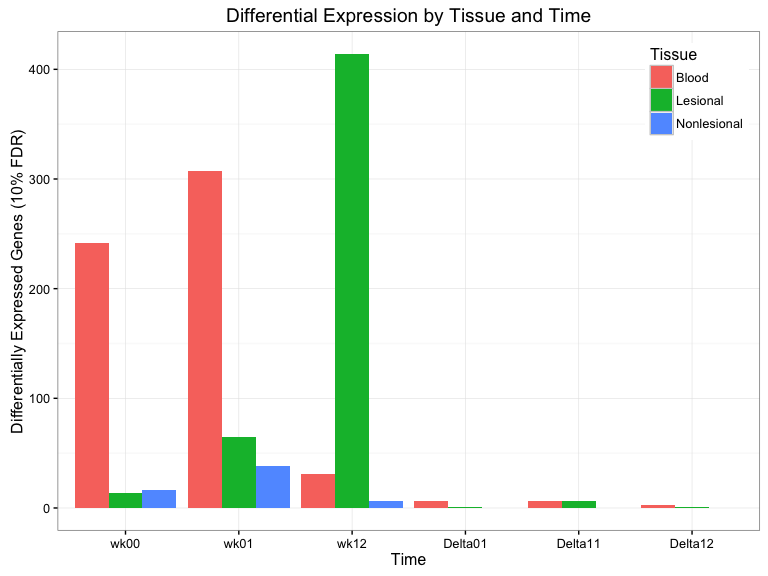 Differential Expression by Tissue and Time
Differentially Expressed Genes (10% FDR)
400
300
200
100
0
Tissue
Blood
Lesional
Nonlesional
wk00 wk01 wk12 Delta01 Delta11 Delta12
Time